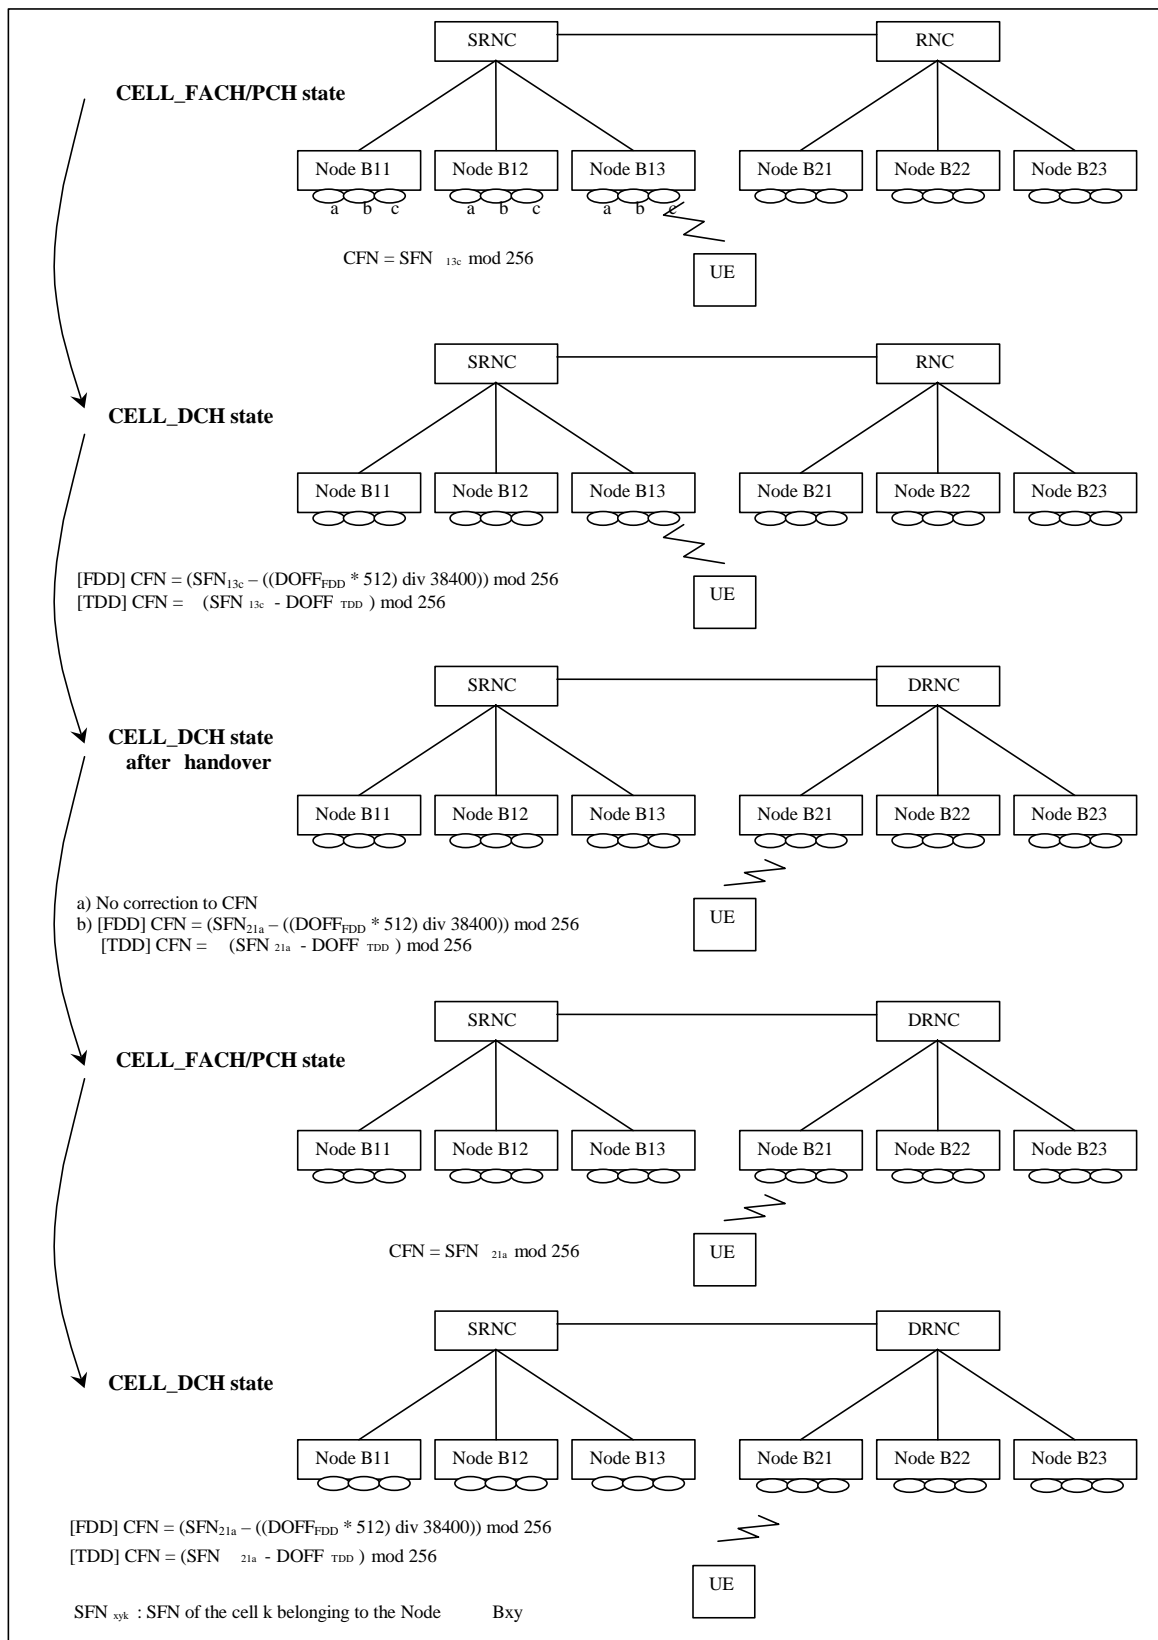 SRNC RNC
CELL_FACH/PCH state
Node B11 Node B12 Node B13 Node B21 Node B22 Node B23
a b c a b c a b c
CFN = SFN 13c mod 256
UE
SRNC RNC
CELL_DCH state
Node B11 Node B12 Node B13 Node B21 Node B22 Node B23
[FDD] CFN = (SFN13c – ((DOFFFDD * 512) div 38400)) mod 256
[TDD] CFN = (SFN 13c - DOFF TDD ) mod 256
UE
SRNC DRNC
CELL_DCH state
after handover
Node B11 Node B12 Node B13 Node B21 Node B22 Node B23
a) No correction to CFN
UE
b) [FDD] CFN = (SFN21a – ((DOFFFDD * 512) div 38400)) mod 256
[TDD] CFN = (SFN 21a - DOFF TDD ) mod 256
SRNC DRNC
CELL_FACH/PCH state
Node B11 Node B12 Node B13 Node B21 Node B22 Node B23
CFN = SFN 21a mod 256
UE
SRNC DRNC
CELL_DCH state
Node B11 Node B12 Node B13 Node B21 Node B22 Node B23
[FDD] CFN = (SFN21a – ((DOFFFDD * 512) div 38400)) mod 256
[TDD] CFN = (SFN 21a - DOFF TDD ) mod 256
UE
SFN xyk : SFN of the cell k belonging to the Node Bxy